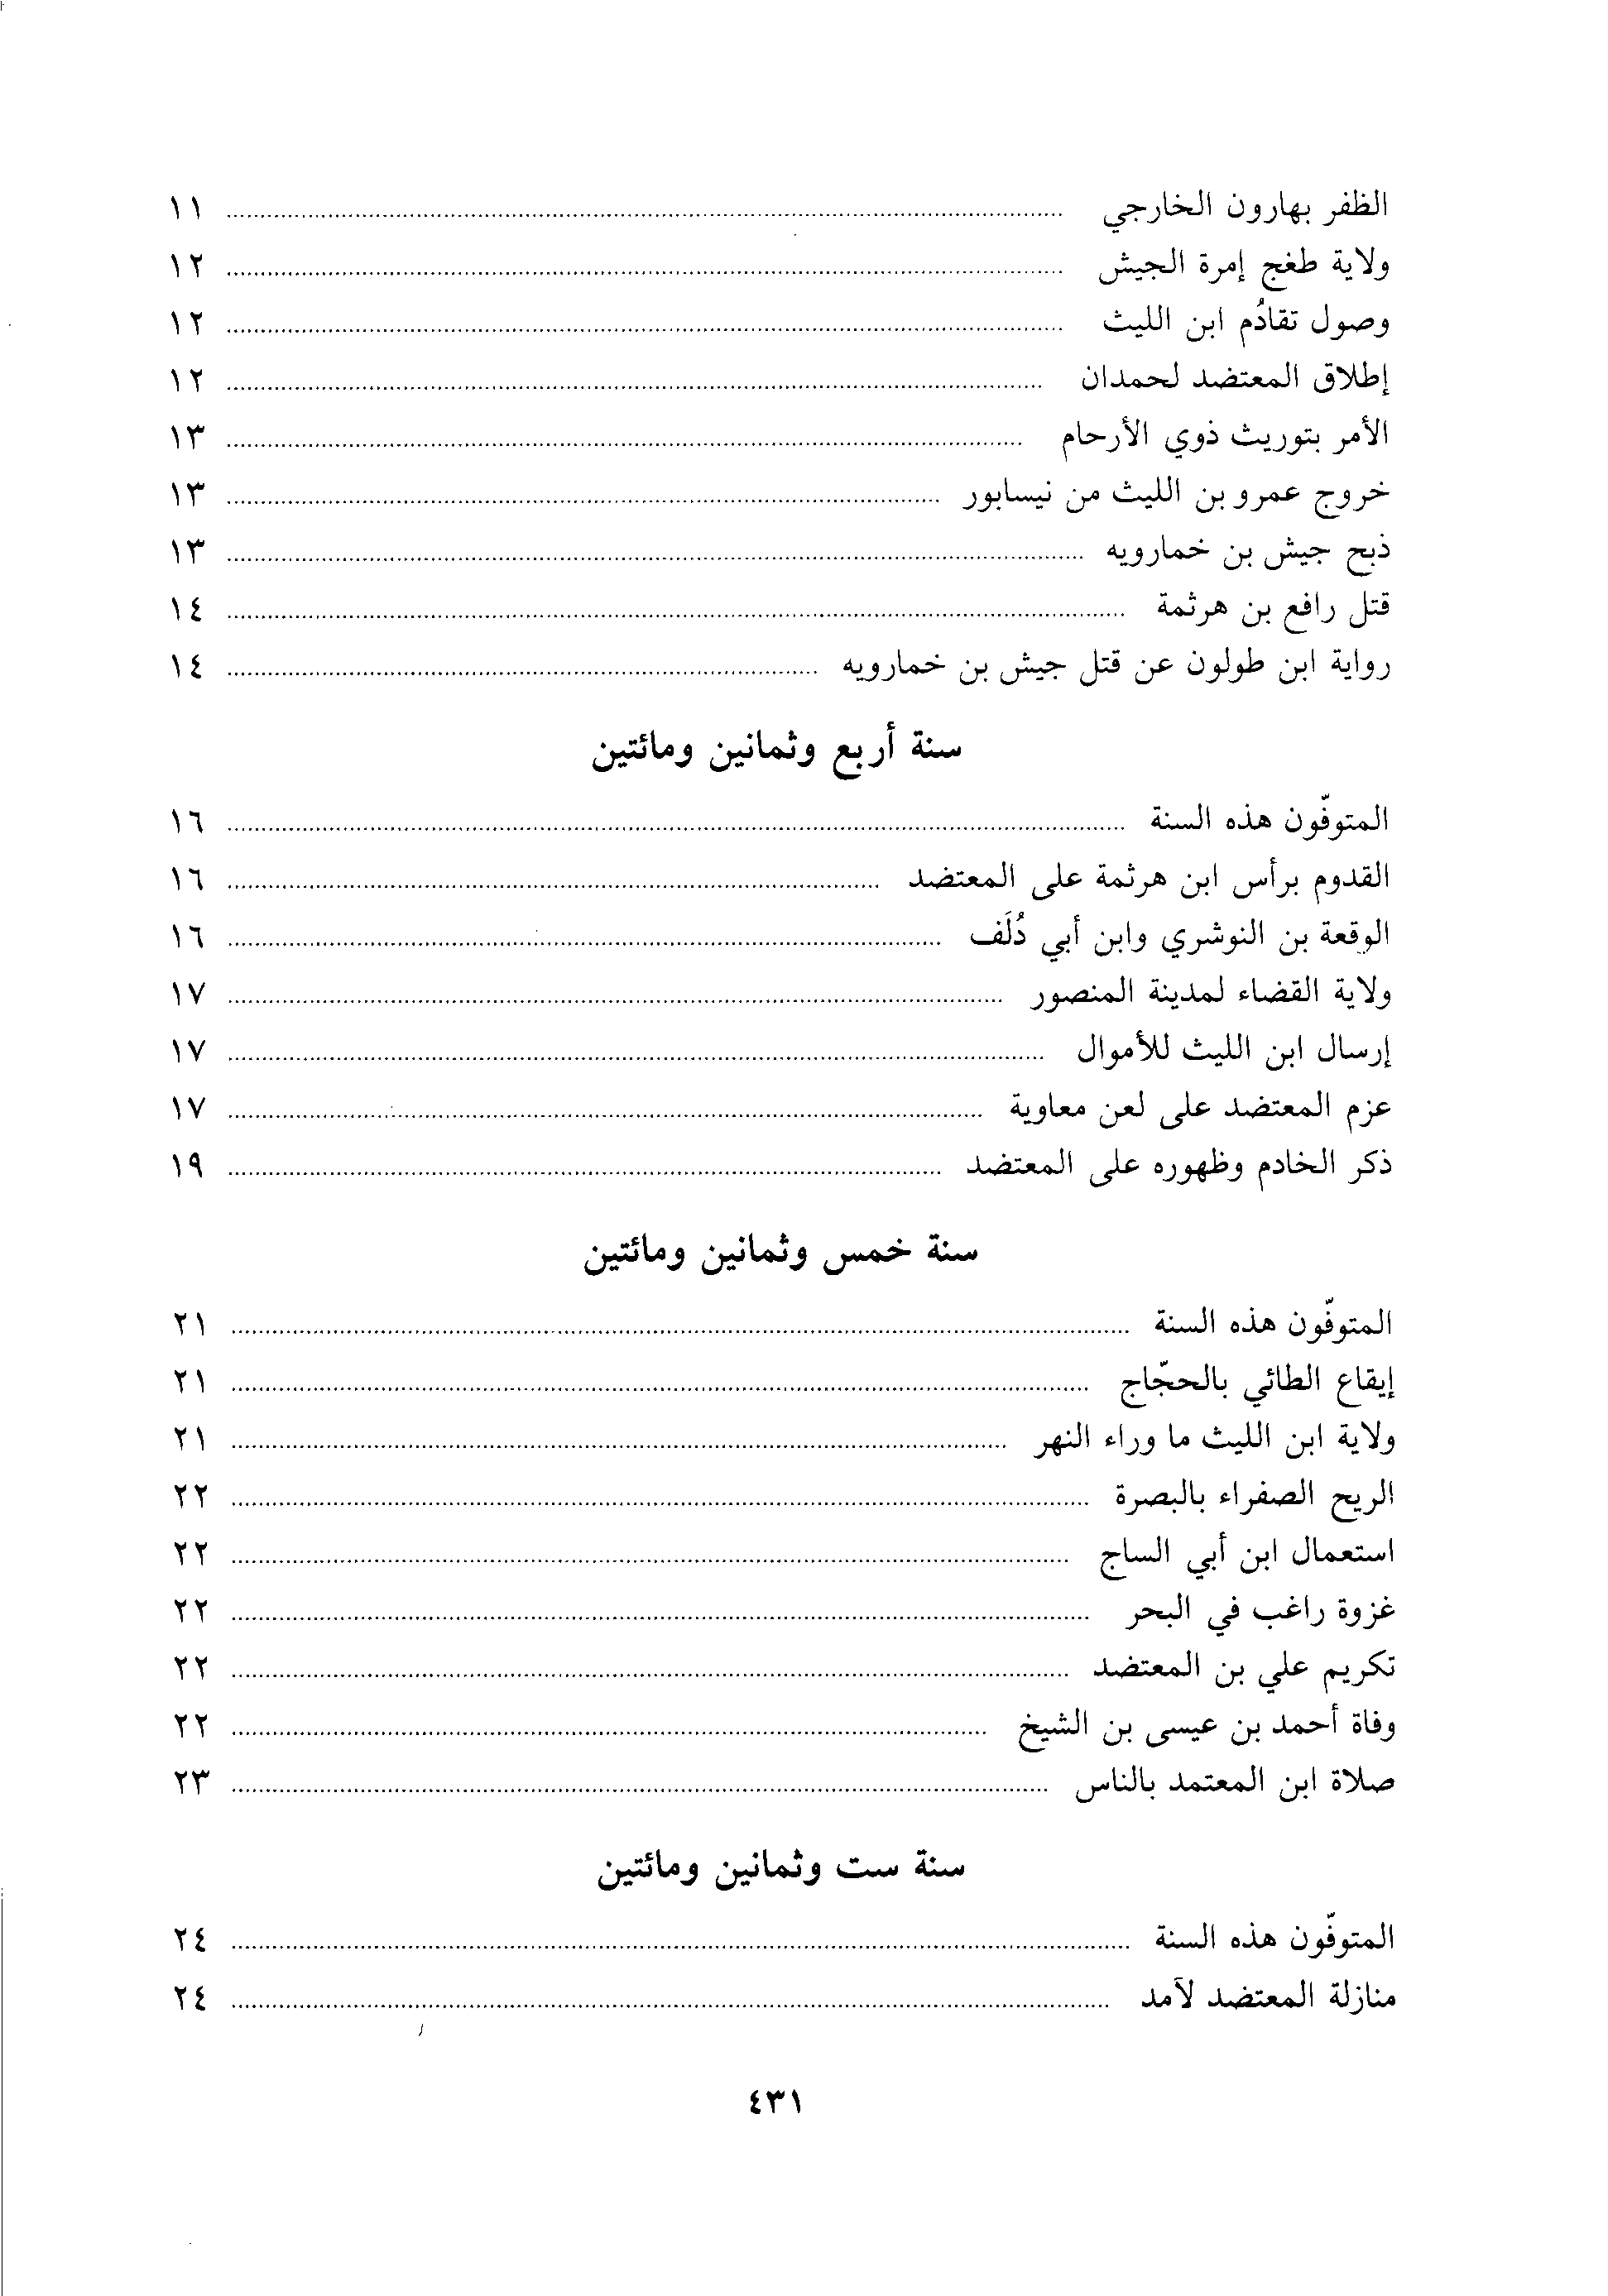 الظفر بهارون الخارجي ........ ١١
ولاية طغج إمرة الجيش ........ ١٢
وصول تقادُم ابن الليث ........ ١٢
إطلاق المعتضد لحمدان ........ ١٢
الأمر بتوريث ذوي الأرحام ........ ١٣
خروج عمرو بن الليث من نيسابور ........ ١٣
ذبح جيش بن خمارويه ........ ١٣
قتل رافع بن هرثمة ........ ١٤
رواية ابن طولون عن قتل جيش بن خمارويه ........ ١٤
سنة أربع وثمانين ومائتين
المتوفّون هذه السنة ........ ١٦
القدوم برأس ابن هرثمة على المعتضد ........ ١٦
الوقعة بن النوشري وابن أبي دُلَف ........ ١٦
ولاية القضاء لمدينة المنصور ........ ١٧
إرسال ابن الليث للأموال ........ ١٧
عزم المعتضد على لعن معاوية ........ ١٧
ذكر الخادم وظهوره على المعتضد ........ ١٩
سنة خمس وثمانين ومائتين
المتوفّون هذه السنة ........ ٢١
إيقاع الطائي بالحجّاج ........ ٢١
ولاية ابن الليث ما وراء النهر ........ ٢١
الريح الصفراء بالبصرة ........ ٢٢
استعمال ابن أبي الساج ........ ٢٢
غزوة راغب في البحر ........ ٢٢
تكريم علي بن المعتضد ........ ٢٢
وفاة أحمد بن عيسى بن الشيخ ........ ٢٢
صلاة ابن المعتمد بالناس ........ ٢٣
سنة ست وثمانين ومائتين
المتوفّون هذه السنة ........ ٢٤
منازلة المعتضد لآمد ........ ٢٤
٤٣١